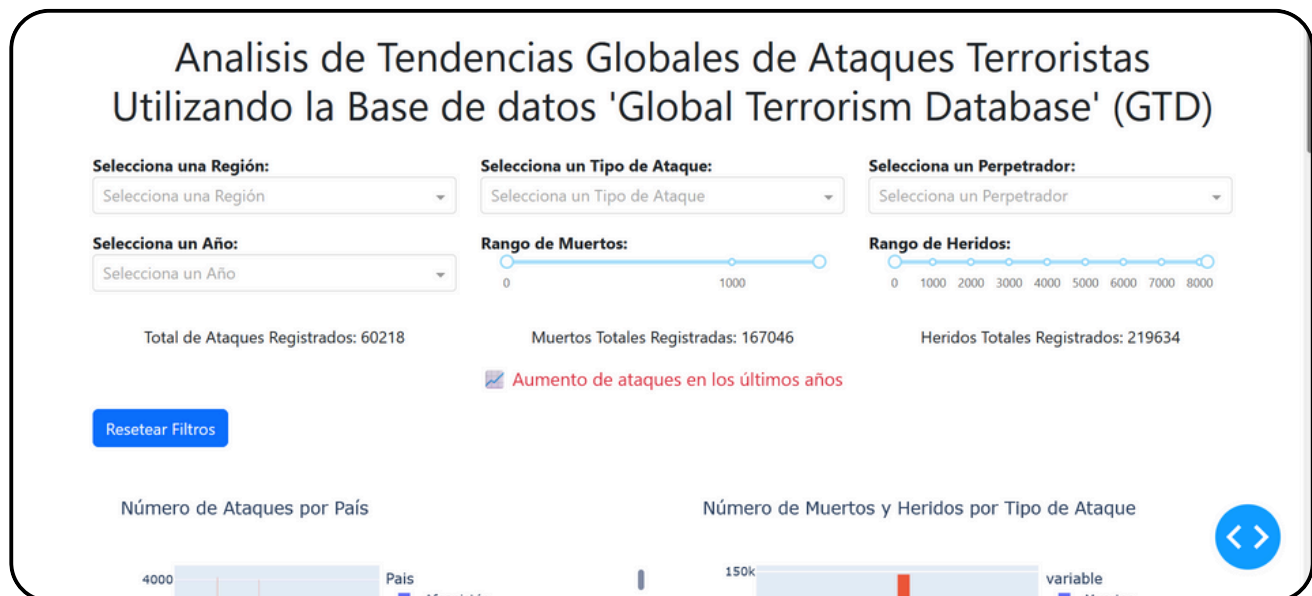 Analisis de Tendencias Globales de Ataques Terroristas
Utilizando la Base de datos 'Global Terrorism Database' (GTD)
Selecciona una Región:
Selecciona un Tipo de Ataque:
Selecciona un Perpetrador:
Selecciona una Región
Selecciona un Tipo de Ataque
Selecciona un Perpetrador
Selecciona un Año:
Rango de Muertos:
Rango de Heridos:
Selecciona un Año
0 1000
0 1000 2000 3000 4000 5000 6000 7000 8000
Total de Ataques Registrados: 60218
Muertos Totales Registradas: 167046
Heridos Totales Registrados: 219634
Aumento de ataques en los últimos años
Resetear Filtros
Número de Ataques por País
Número de Muertos y Heridos por Tipo de Ataque
4000
Pais
150k
variable